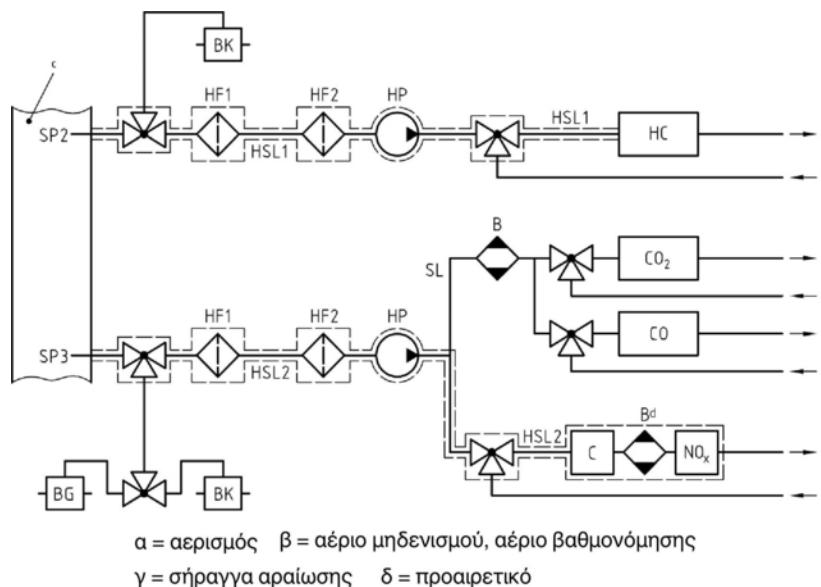 c
BK
HF1 HF2 HP
SP2 HSL1 HSL1 HC
B
SL CO₂
HF1 HF2 HP
SP3 HSL2 CO
HSL2 Bᵈ
C NOₓ
BG BK
α = αερισμός β = αέριο μηδενισμού, αέριο βαθμονόμησης
γ = σήραγγα αραίωσης δ = προαιρετικό